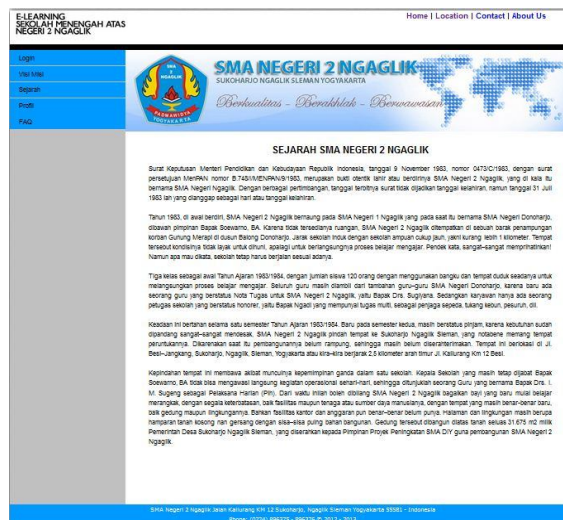 E-LEARNING
SEKOLAH MENENGAH ATAS
NEGERI 2 NGAGLIK
Home | Location | Contact | About Us
Login
Visi Misi
Sejarah
Profil
FAQ
SMA
2
NGAGLIK
YOGYAKARTA
SMA NEGERI 2 NGAGLIK
SUKOHARJO NGAGLIK SLEMAN YOGYAKARTA
Berkualitas - Berakhlak - Berwawasan
SEJARAH SMA NEGERI 2 NGAGLIK
Surat Keputusan Menteri Pendidikan dan Kebudayaan Republik Indonesia, tanggal 9 November 1983, nomor 0473/C/1983, dengan surat
persetujuan MenPAN nomor B.748/I/MENPAN/9/1983, merupakan bukti otentik lahir atau berdirinya SMA Negeri 2 Ngaglik, yang di kala itu
bernama SMA Negeri Ngaglik. Dengan berbagai pertimbangan, tanggal terbitnya surat tidak dijadikan tanggal kelahiran, namun tanggal 31 Juli
1983 lah yang dianggap sebagai hari atau tanggal kelahiran.
Tahun 1983, di awal berdiri, SMA Negeri 2 Ngaglik bernaung pada SMA Negeri 1 Ngaglik yang pada saat itu bernama SMA Negeri Donoharjo,
dibawah pimpinan Bapak Soewarno, BA. Karena tidak tersedianya ruangan, SMA Negeri 2 Ngaglik ditempatkan di sebuah barak penampungan
korban Gunung Merapi di dusun Balong Donoharjo. Jarak sekolah induk dengan sekolah ampuan cukup jauh, yakni kurang lebih 1 kilometer. Tempat
tersebut kondisinya tidak layak untuk dihuni, apalagi untuk berlangsungnya proses belajar mengajar. Pendek kata, sangat-sangat memprihatinkan!
Namun apa mau dikata, sekolah tetap harus berjalan sesuai adanya.
Tiga kelas sebagai awal Tahun Ajaran 1983/1984, dengan jumlah siswa 120 orang dengan menggunakan bangku dan tempat duduk seadanya untuk
melangsungkan proses belajar mengajar. Seluruh guru masih diambil dari tambahan guru-guru SMA Negeri Donoharjo, karena baru ada
seorang guru yang berstatus Nota Tugas untuk SMA Negeri 2 Ngaglik, yaitu Bapak Drs. Sugiyana. Sedangkan karyawan hanya ada seorang
petugas sekolah yang berstatus honorer, yaitu Bapak Ngadi yang mempunyai tugas multi, sebagai penjaga sepeda, tukang kebun, pesuruh, dll.
Keadaan ini bertahan selama satu semester Tahun Ajaran 1983/1984. Baru pada semester kedua, masih berstatus pinjam, karena kebutuhan sudah
dipandang sangat-sangat mendesak, SMA Negeri 2 Ngaglik pindah tempat ke Sukoharjo Ngaglik Sleman, yang notabene memang tempat
peruntukannya. Dikarenakan saat itu pembangunannya belum rampung, sehingga masih belum diserahterimakan. Tempat ini berlokasi di Jl.
Besi-Jangkang, Sukoharjo, Ngaglik, Sleman, Yogyakarta atau kira-kira berjarak 2,5 kilometer arah timur Jl. Kaliurang Km 12 Besi.
Kepindahan tempat ini membawa akibat munculnya kepemimpinan ganda dalam satu sekolah. Kepala Sekolah yang masih tetap dijabat Bapak
Soewarno, BA tidak bisa mengawasi langsung kegiatan operasional sehari-hari, sehingga ditunjuklah seorang Guru yang bernama Bapak Drs. I.
M. Sugeng sebagai Pelaksana Harian (Plh). Dari waktu inilah boleh dibilang SMA Negeri 2 Ngaglik bagaikan bayi yang baru mulai belajar
merangkak, dengan segala keterbatasan, baik fasilitas maupun tenaga atau sumber daya manusianya, dengan tempat yang masih benar-benar baru,
baik gedung maupun lingkungannya. Bahkan fasilitas kantor dan anggaran pun benar-benar belum punya. Halaman dan lingkungan masih berupa
hamparan tanah kosong nan gersang dengan sisa-sisa puing bahan bangunan. Gedung tersebut dibangun diatas tanah seluas 31.675 m2 milik
Pemerintah Desa Sukoharjo Ngaglik Sleman, yang diserahkan kepada Pimpinan Proyek Peningkatan SMA DIY guna pembangunan SMA Negeri 2
Ngaglik.
SMA Negeri 2 Ngaglik Jalan Kaliurang KM 12 Sukoharjo, Ngaglik Sleman Yogyakarta 55581 - Indonesia
Phone: (0274) 896375 - 896376 © 2012 - 2013